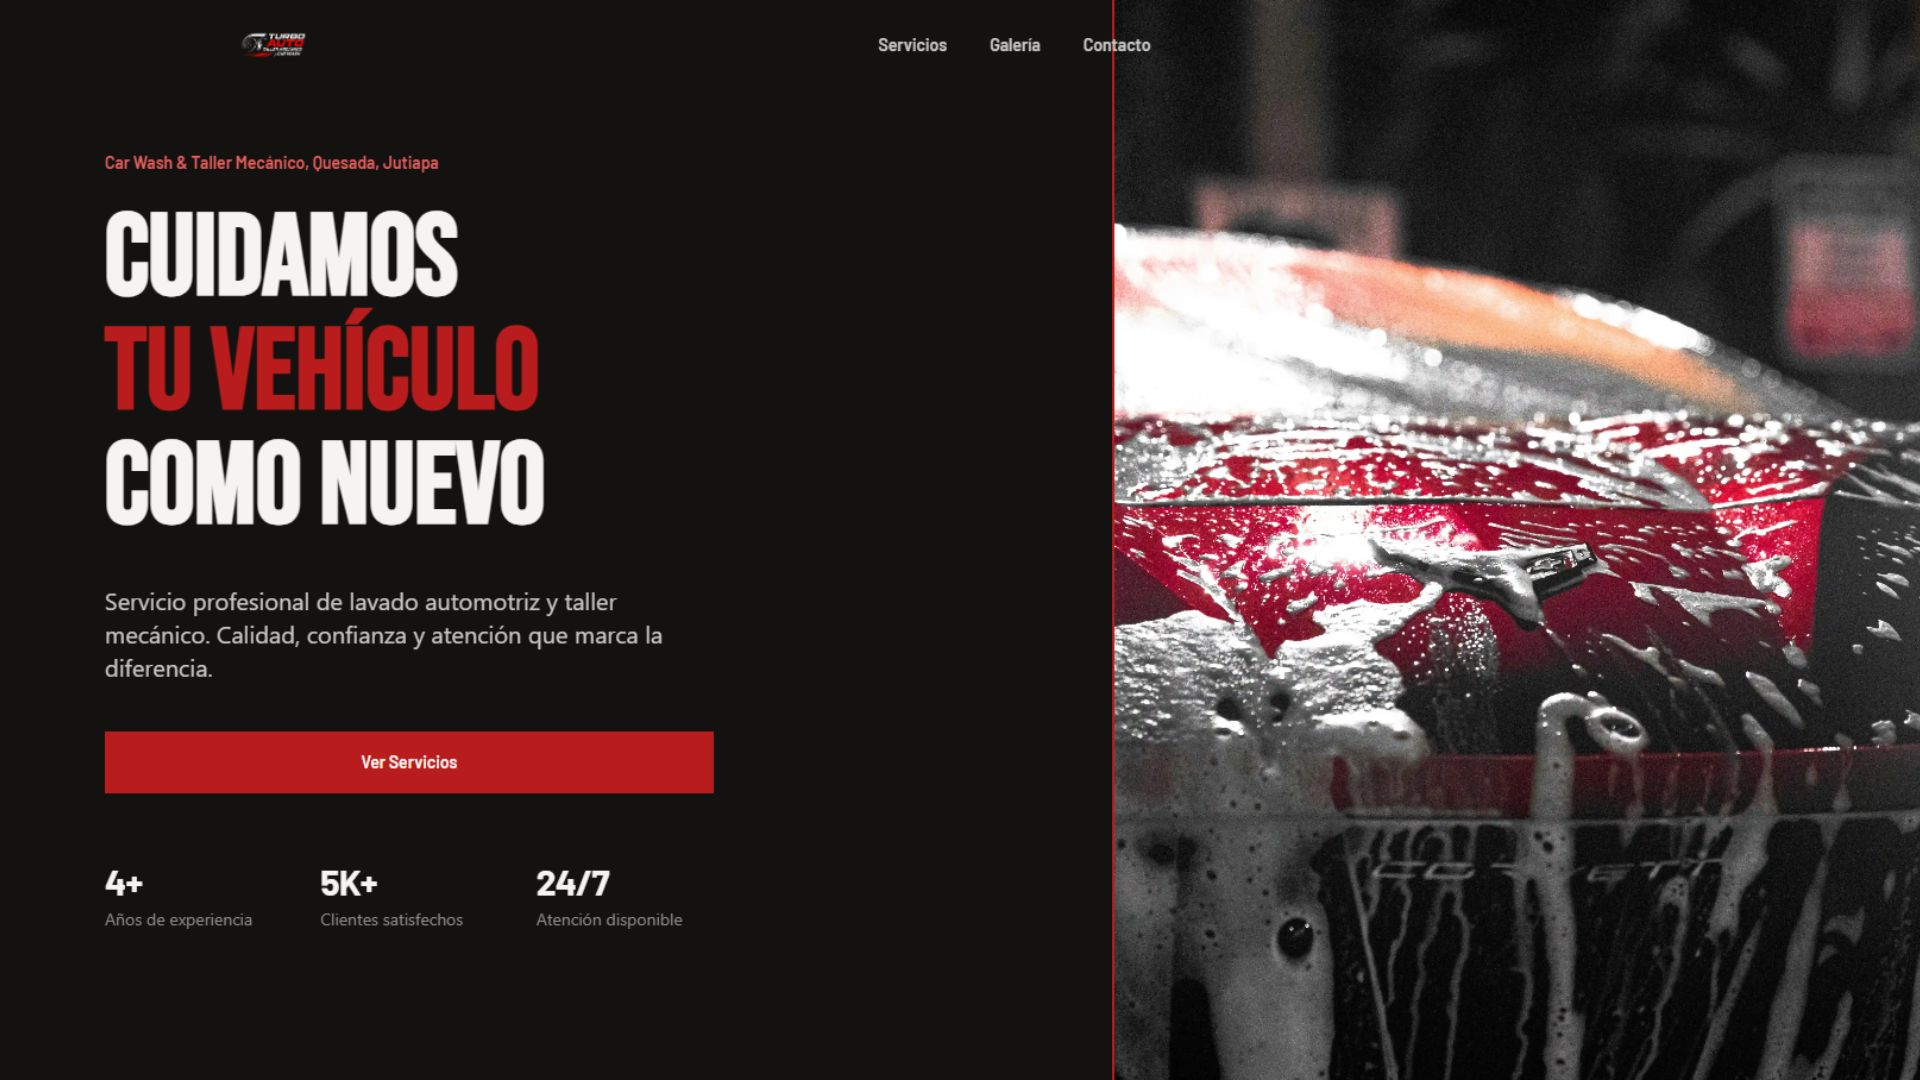 TURBO
AUTO
Servicios
Galería
Contacto
Car Wash & Taller Mecánico, Quesada, Jutiapa
CUIDAMOS
TU VEHÍCULO
COMO NUEVO
Servicio profesional de lavado automotriz y taller
mecánico. Calidad, confianza y atención que marca la
diferencia.
Ver Servicios
4+
5K+
24/7
Años de experiencia
Clientes satisfechos
Atención disponible